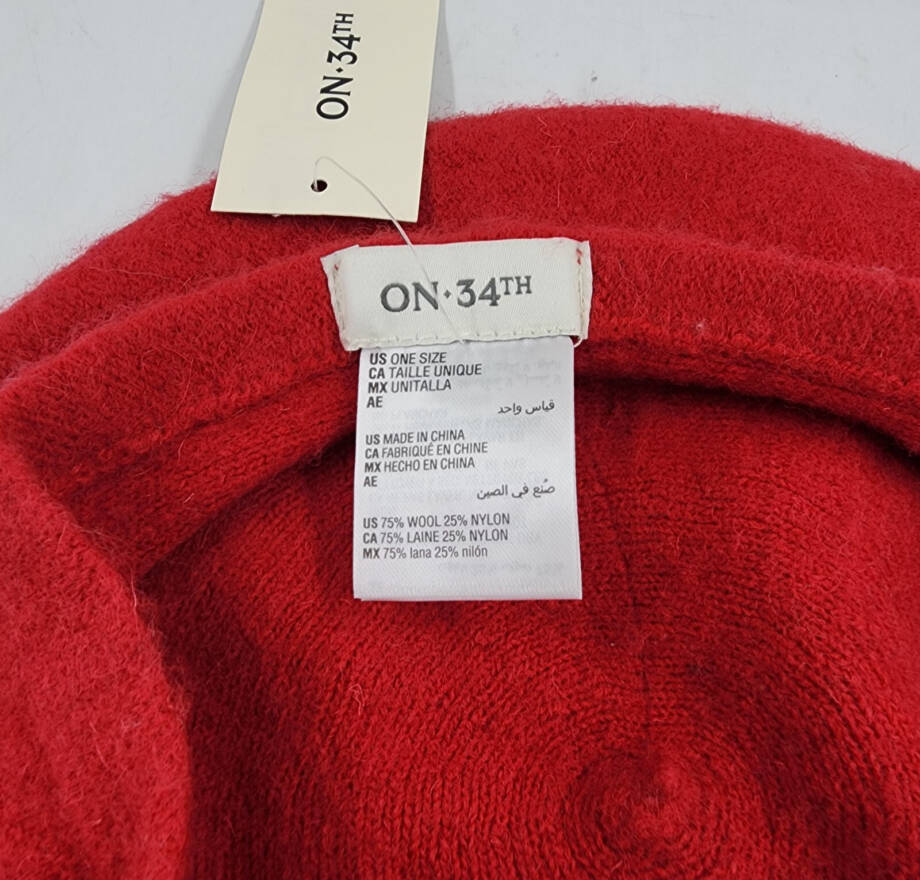 ON·34TH
ON·34TH
US ONE SIZE
CA TAILLE UNIQUE
MX UNITALLA
AE
قياس واحد
US MADE IN CHINA
CA FABRIQUÉ EN CHINE
MX HECHO EN CHINA
AE
صُنع في الصين
US 75% WOOL 25% NYLON
CA 75% LAINE 25% NYLON
MX 75% lana 25% nilón